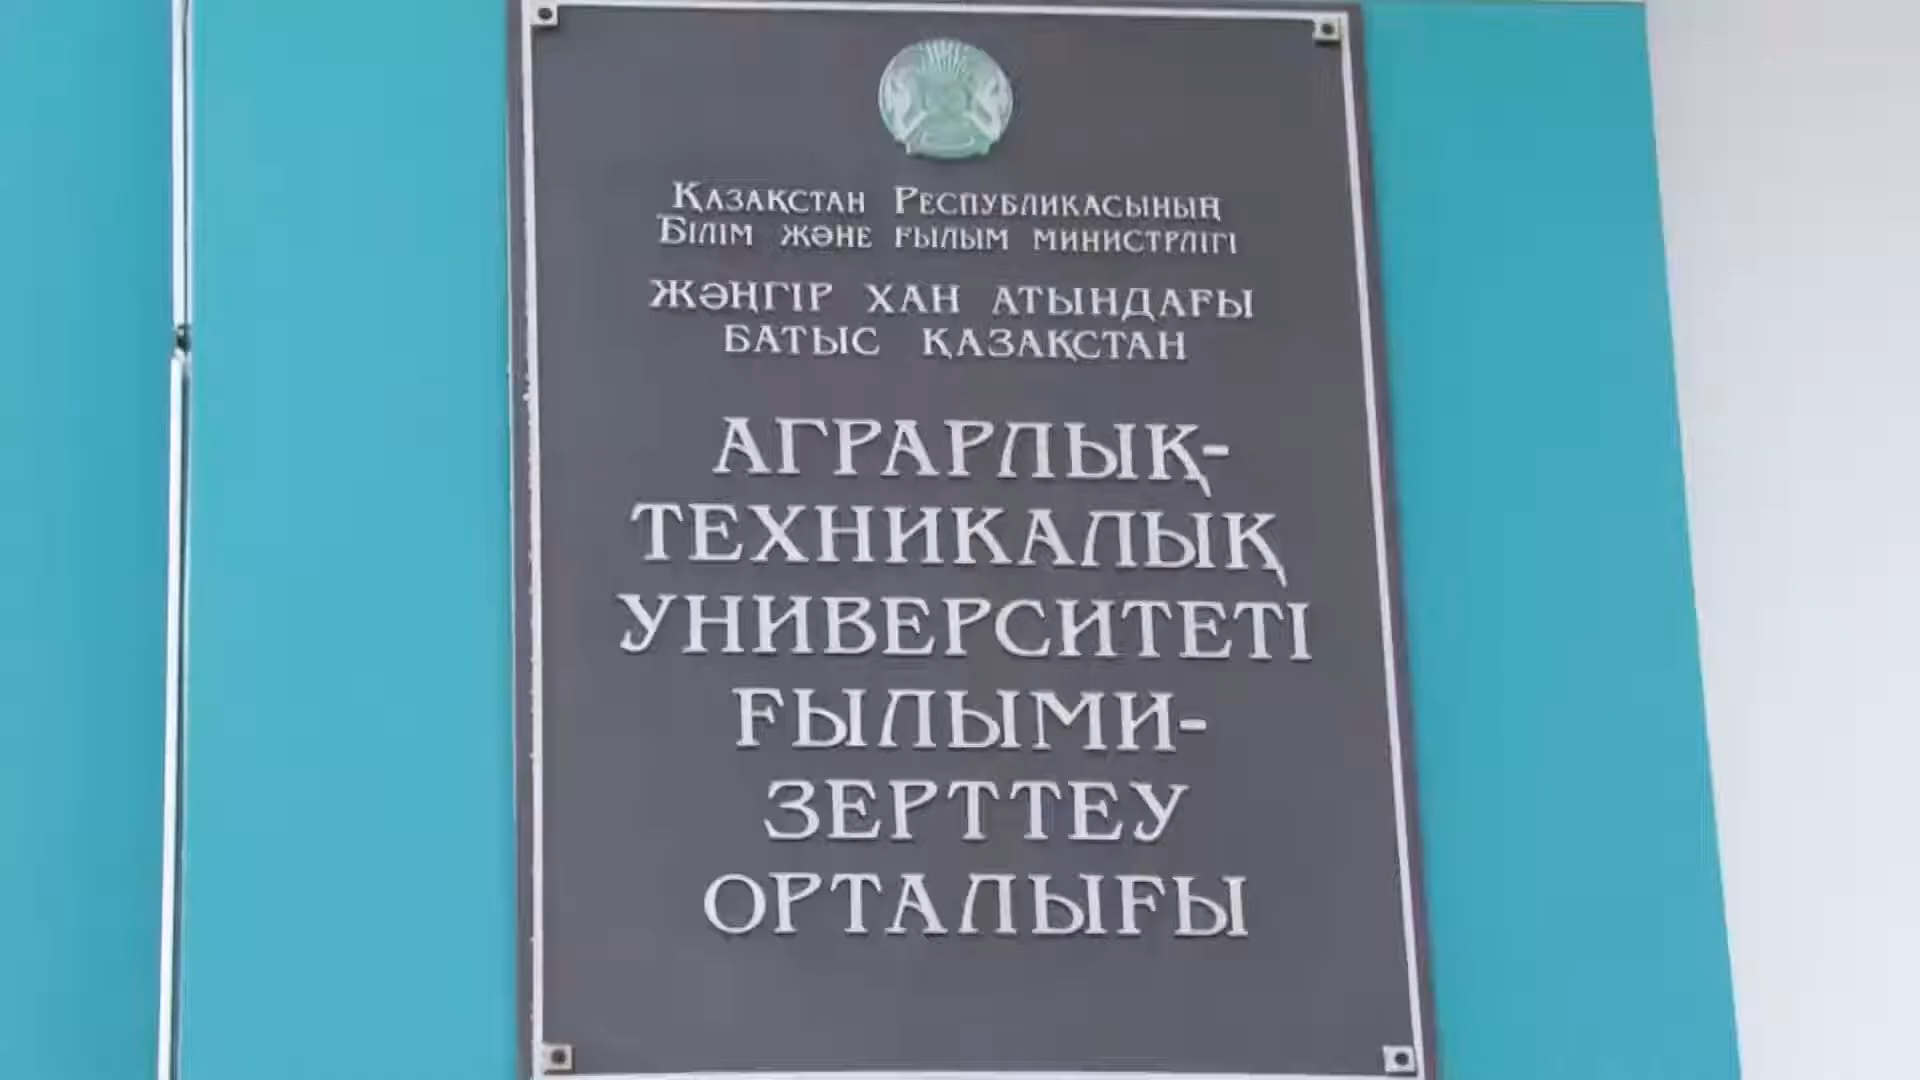 Қазақстан Республикасының
Білім және ғылым министрлігі
ЖӘҢГІР ХАН АТЫНДАҒЫ
БАТЫС ҚАЗАҚСТАН
АГРАРЛЫҚ-
ТЕХНИКАЛЫҚ
УНИВЕРСИТЕТІ
ҒЫЛЫМИ-
ЗЕРТТЕУ
ОРТАЛЫҒЫ